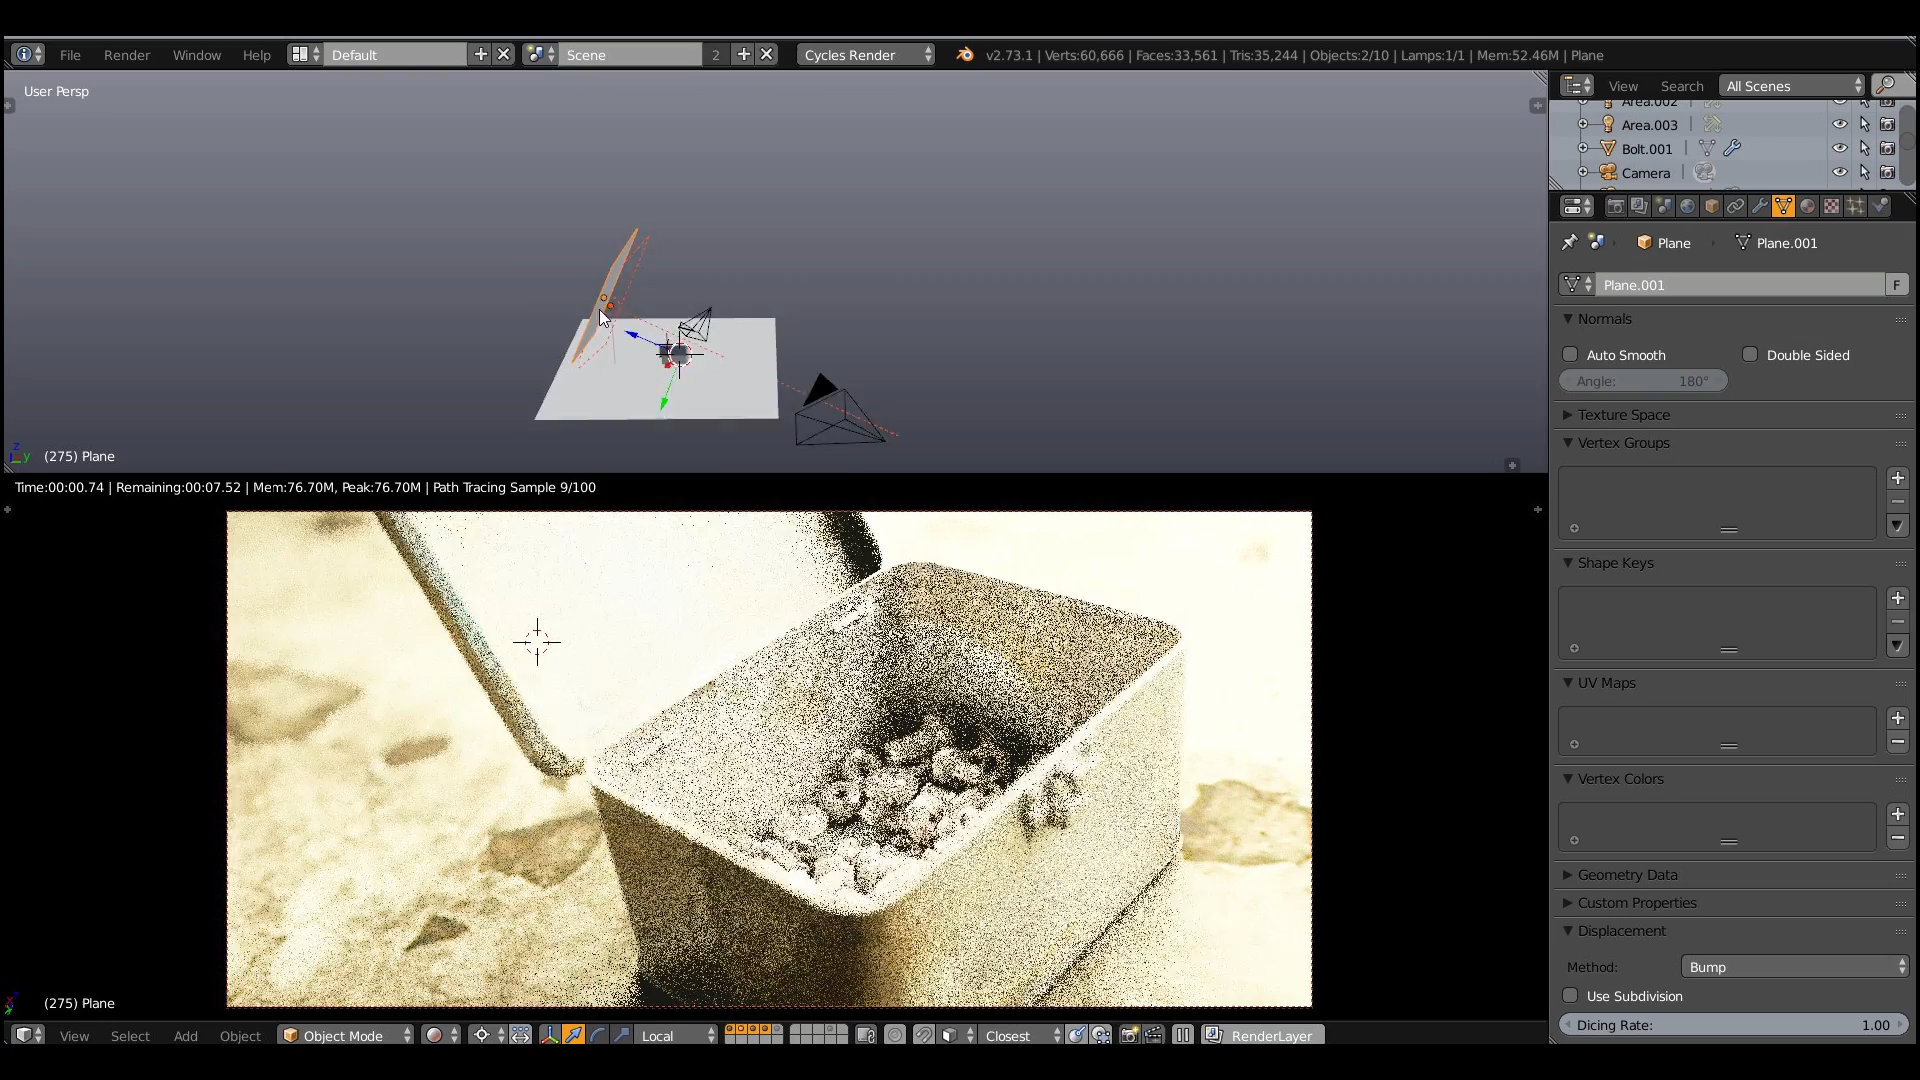 File Render Window Help Default Scene 2 Cycles Render v2.73.1 | Verts:60,666 | Faces:33,561 | Tris:35,244 | Objects:2/10 | Lamps:1/1 | Mem:52.46M | Plane
User Persp
View Search All Scenes
Area.002
Area.003
Bolt.001
Camera
Plane Plane.001
Plane.001 F
Normals
Auto Smooth Double Sided
Angle: 180°
Texture Space
Vertex Groups
z
y
(275) Plane
Time:00:00.74 | Remaining:00:07.52 | Mem:76.70M, Peak:76.70M | Path Tracing Sample 9/100
Shape Keys
UV Maps
Vertex Colors
Geometry Data
Custom Properties
Displacement
Method: Bump
Use Subdivision
Dicing Rate: 1.00
(275) Plane
View Select Add Object Object Mode Local Closest RenderLayer